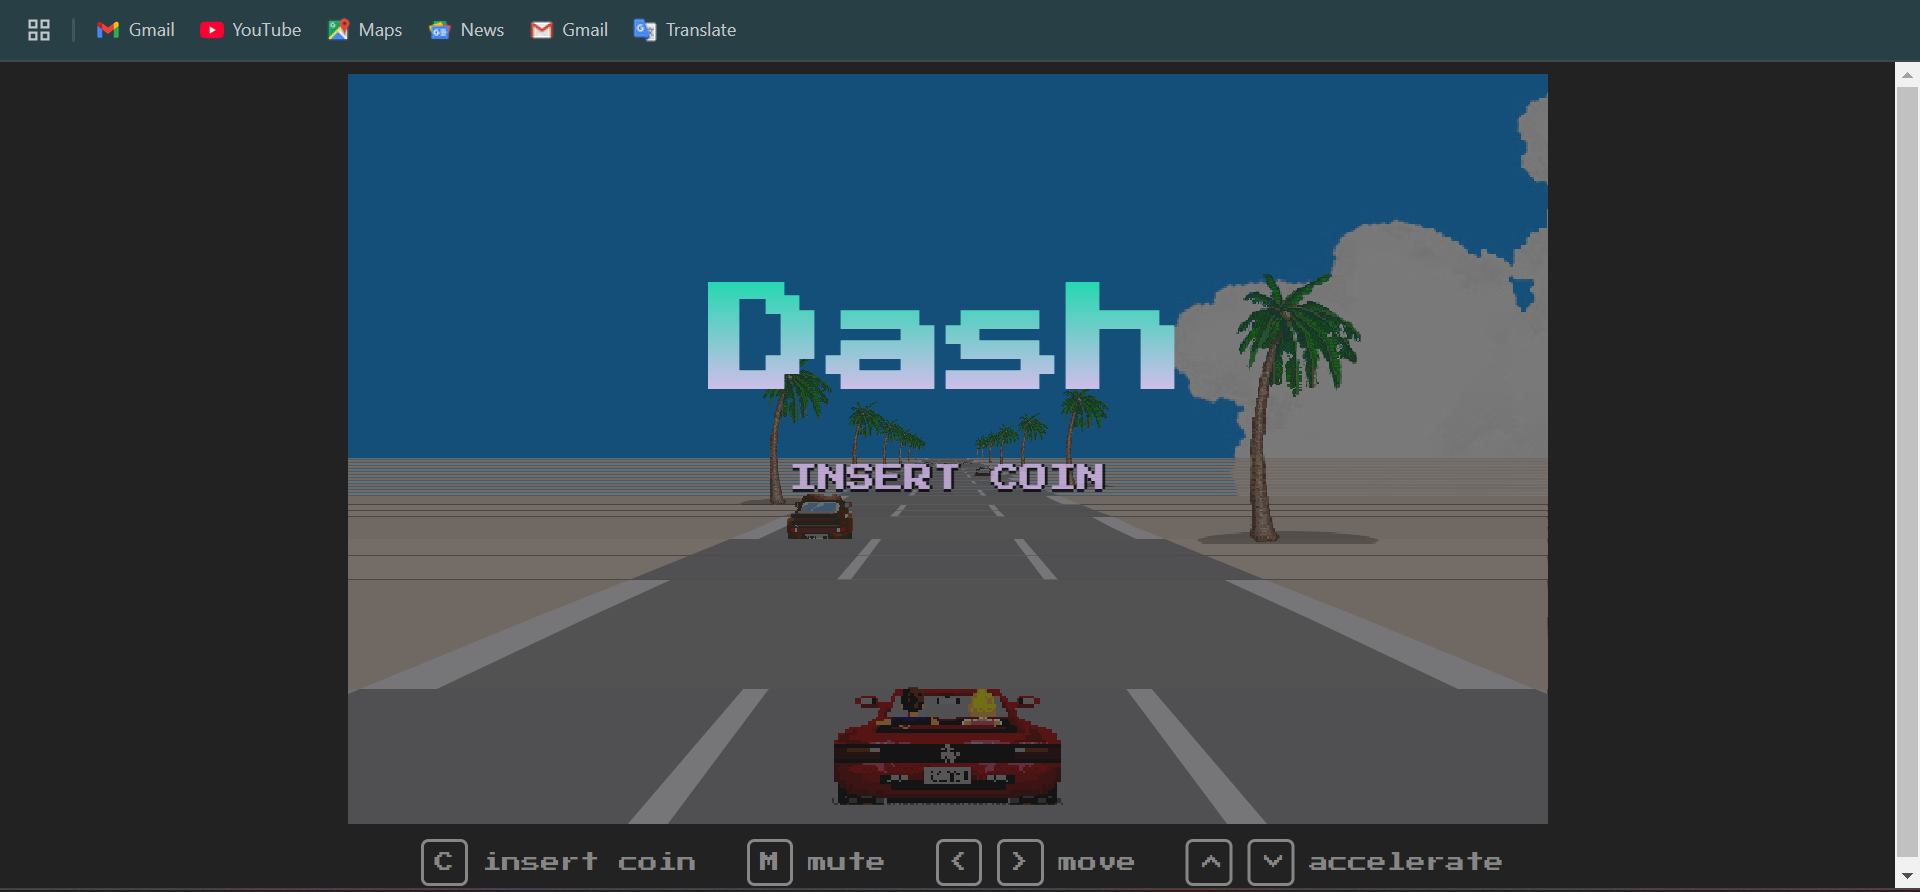 Gmail YouTube Maps News Gmail Translate
Dash
INSERT COIN
C insert coin M mute < > move ^ v accelerate